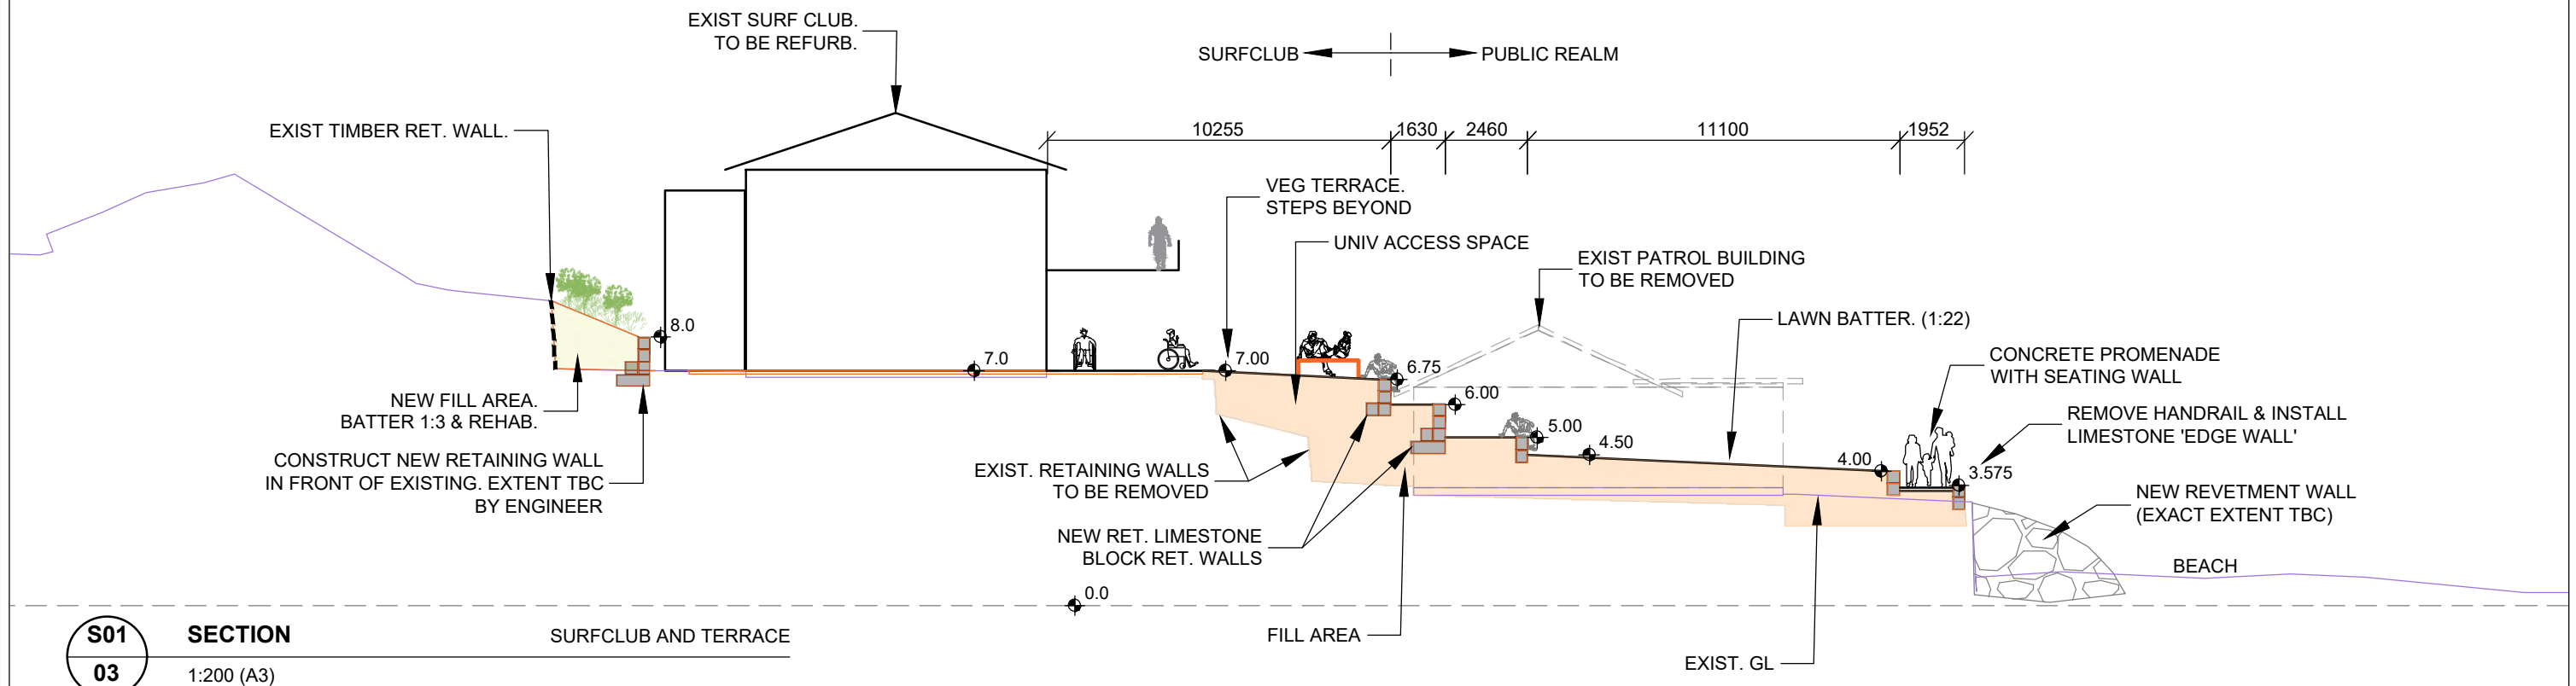 EXIST SURF CLUB.
TO BE REFURB.
SURFCLUB
PUBLIC REALM
EXIST TIMBER RET. WALL.
10255
1630
2460
11100
1952
VEG TERRACE.
STEPS BEYOND
UNIV ACCESS SPACE
EXIST PATROL BUILDING
TO BE REMOVED
LAWN BATTER. (1:22)
CONCRETE PROMENADE
WITH SEATING WALL
REMOVE HANDRAIL & INSTALL
LIMESTONE 'EDGE WALL'
8.0
7.0
7.00
6.75
6.00
5.00
4.50
4.00
3.575
NEW FILL AREA.
BATTER 1:3 & REHAB.
CONSTRUCT NEW RETAINING WALL
IN FRONT OF EXISTING. EXTENT TBC
BY ENGINEER
EXIST. RETAINING WALLS
TO BE REMOVED
NEW RET. LIMESTONE
BLOCK RET. WALLS
NEW REVETMENT WALL
(EXACT EXTENT TBC)
BEACH
0.0
FILL AREA
EXIST. GL
S01
03
SECTION
SURFCLUB AND TERRACE
1:200 (A3)